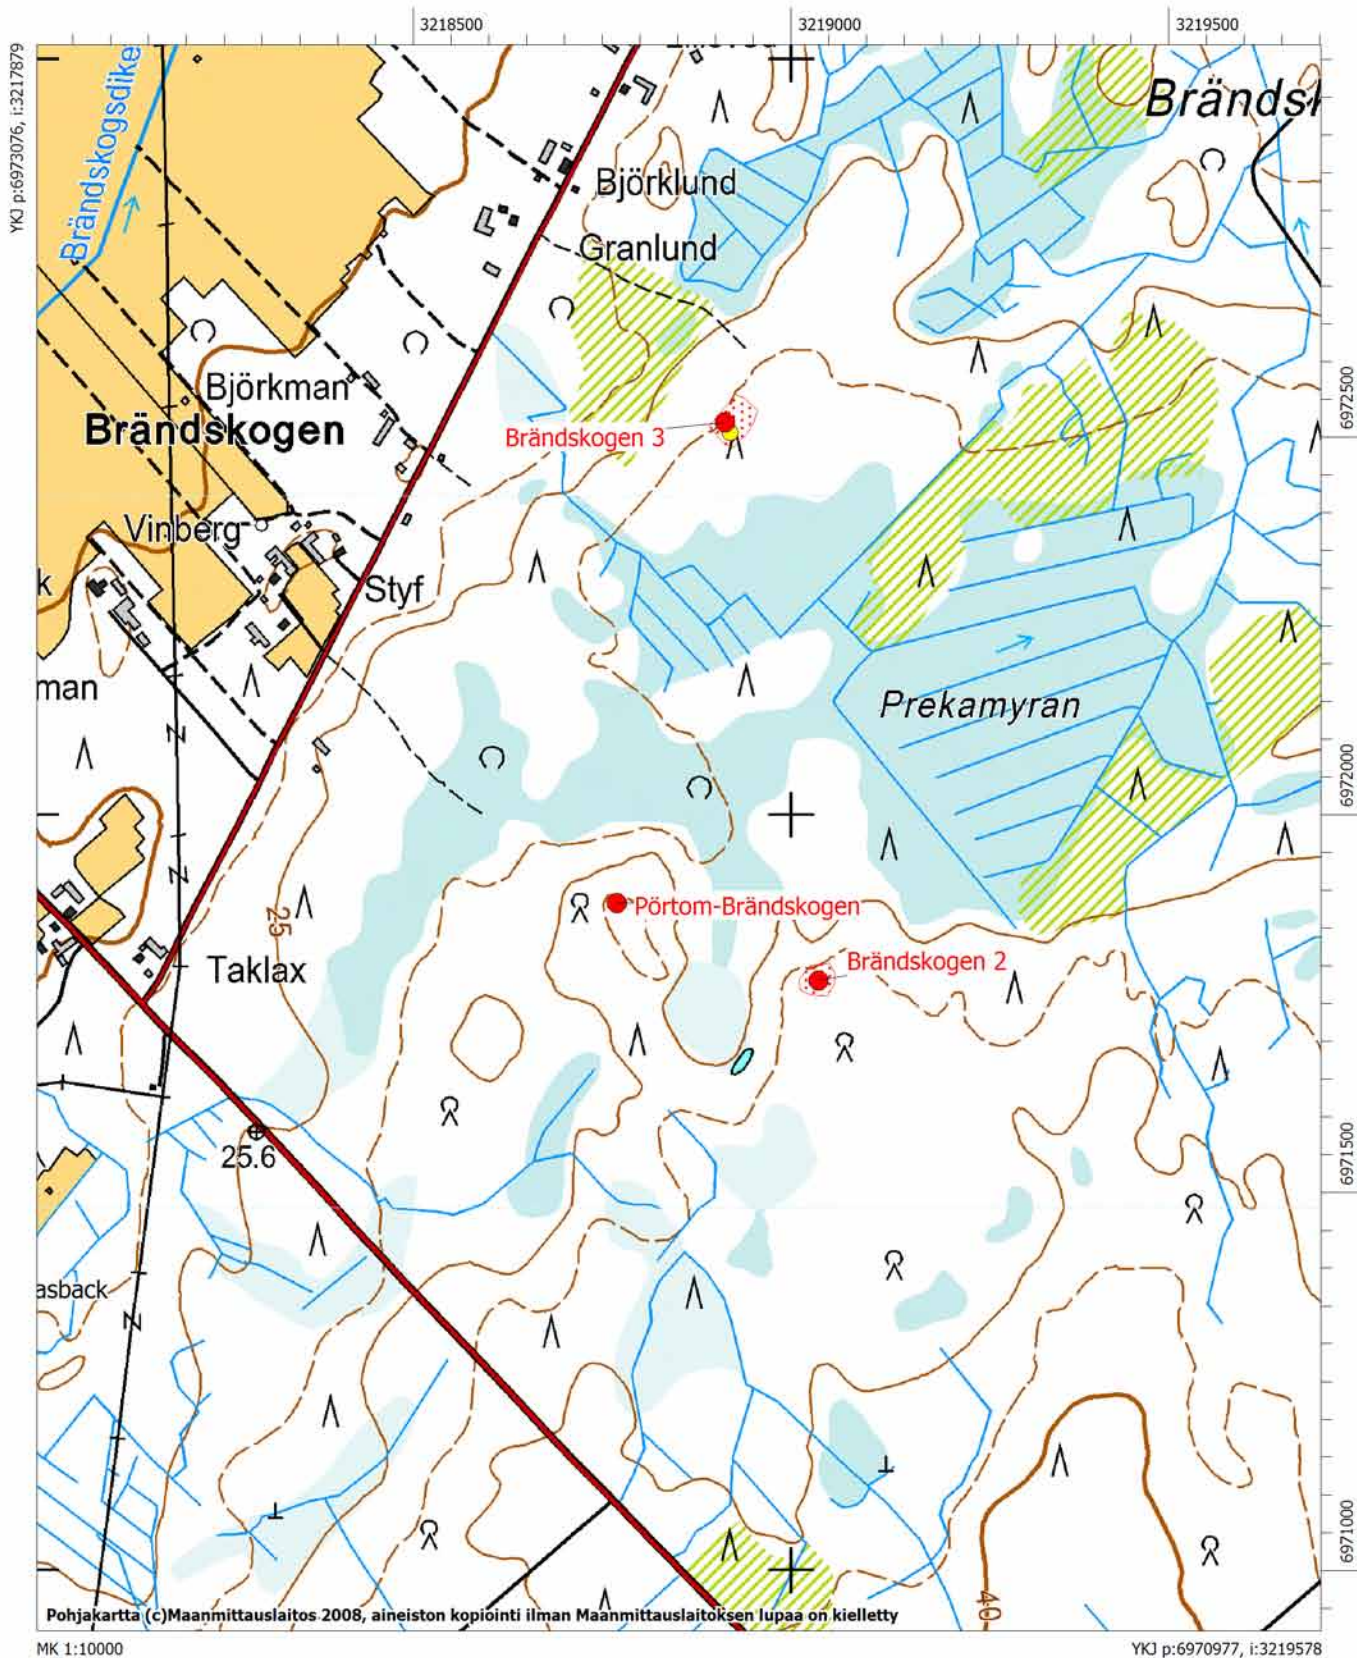 3218500
3219000
3219500
YKJ p:6973076, i:3217879
Brändskogsdike
Björklund
Granlund
Björkman
Brändskogen
Brändskogen 3
6972500
Vinberg
Styf
k
man
Prekamyran
6972000
Pörtom-Brändskogen
Brändskogen 2
25
Taklax
25.6
6971500
asback
6971000
40
Pohjakartta (c)Maanmittauslaitos 2008, aineiston kopiointi ilman Maanmittauslaitoksen lupaa on kielletty
MK 1:10000
YKJ p:6970977, i:3219578